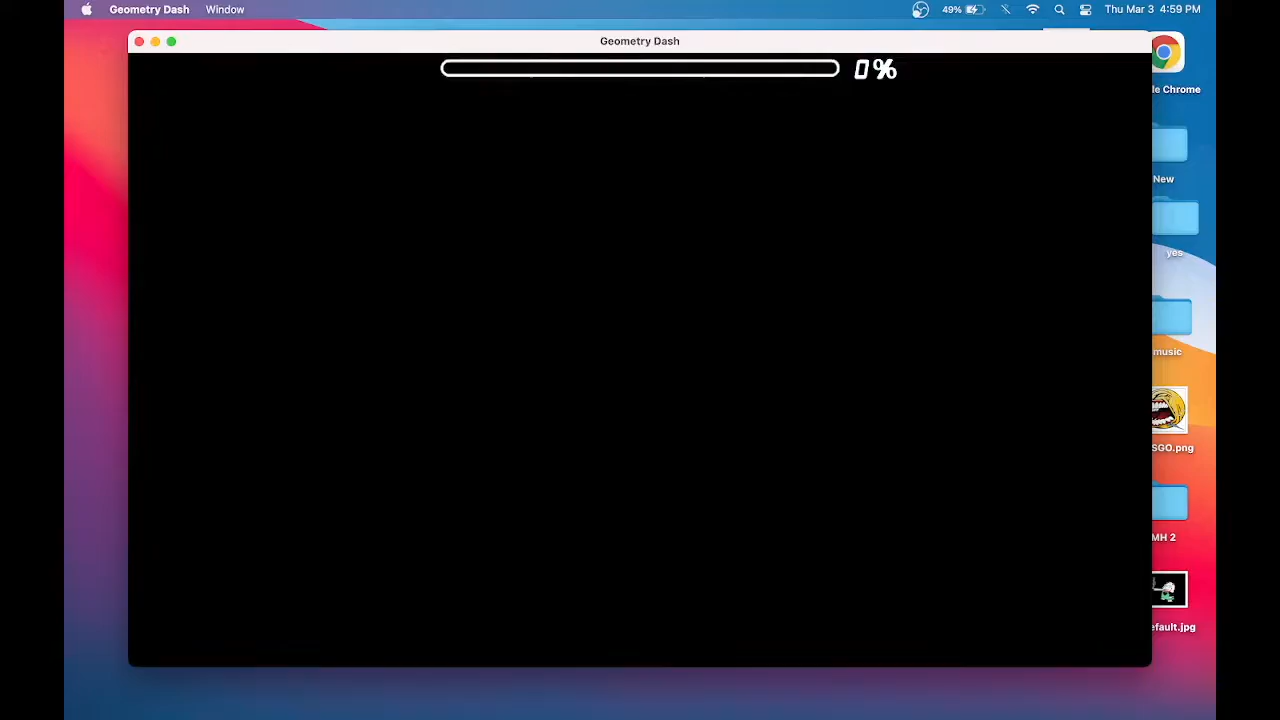 Geometry Dash Window 49% Thu Mar 3 4:59 PM
Geometry Dash
0%
le Chrome
New
yes
music
SGO.png
MH 2
efault.jpg